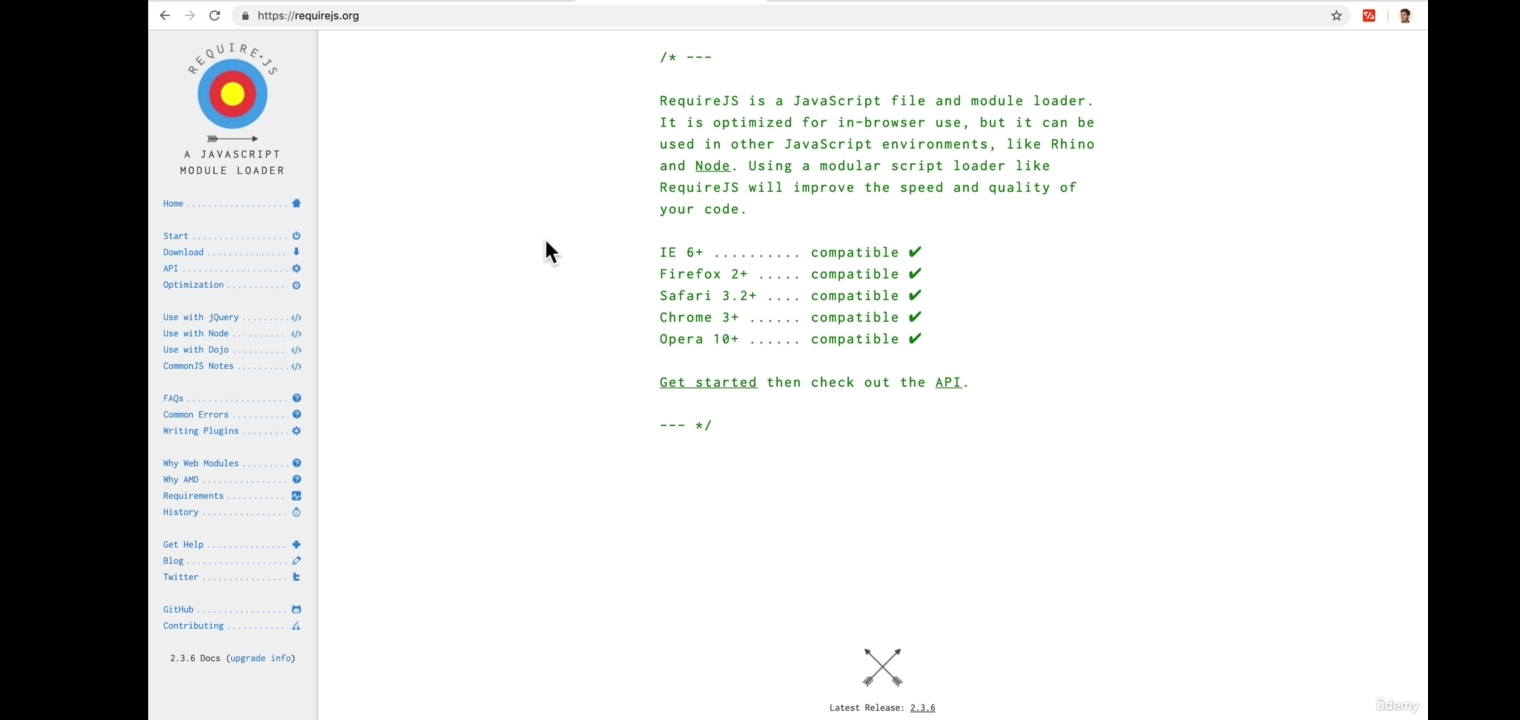 https://requirejs.org
REQUIRE·JS
A JAVASCRIPT
MODULE LOADER
Home
Start
Download
API
Optimization
Use with jQuery
Use with Node
Use with Dojo
CommonJS Notes
FAQs
Common Errors
Writing Plugins
Why Web Modules
Why AMD
Requirements
History
Get Help
Blog
Twitter
GitHub
Contributing
2.3.6 Docs (upgrade info)
/* ---
RequireJS is a JavaScript file and module loader.
It is optimized for in-browser use, but it can be
used in other JavaScript environments, like Rhino
and Node. Using a modular script loader like
RequireJS will improve the speed and quality of
your code.
IE 6+ .......... compatible ✔
Firefox 2+ ..... compatible ✔
Safari 3.2+ .... compatible ✔
Chrome 3+ ...... compatible ✔
Opera 10+ ...... compatible ✔
Get started then check out the API.
--- */
Latest Release: 2.3.6
ûdemy